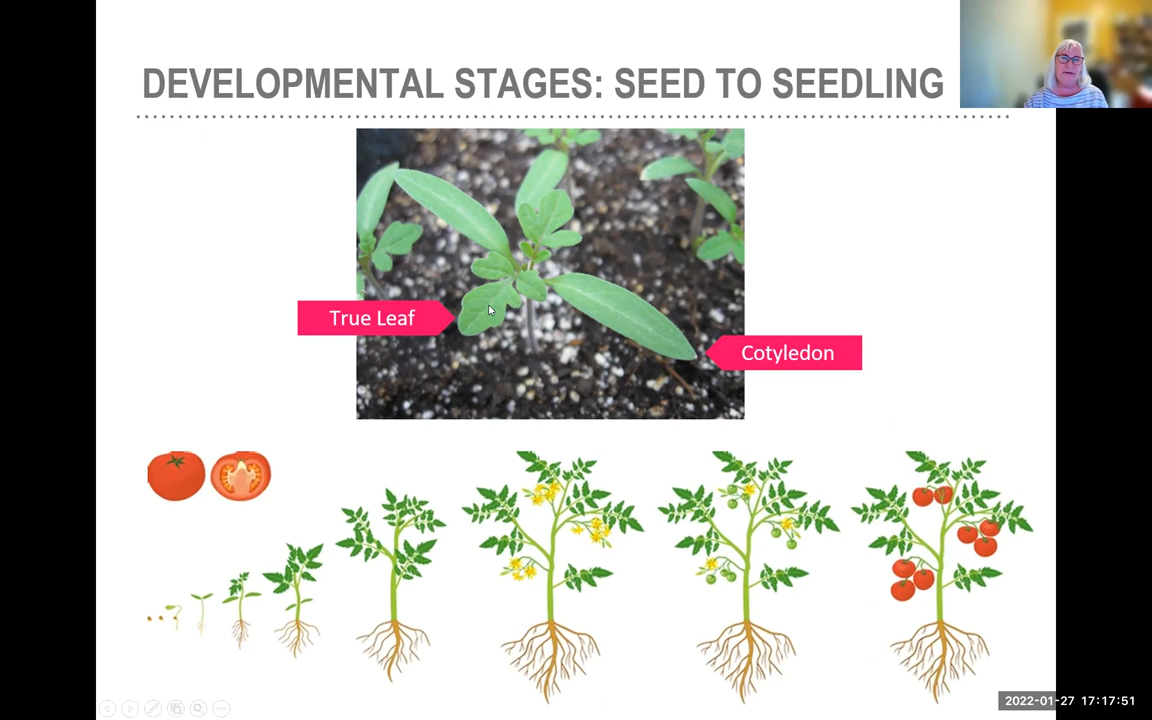 DEVELOPMENTAL STAGES: SEED TO SEEDLING
True Leaf
Cotyledon
2022-01-27 17:17:51